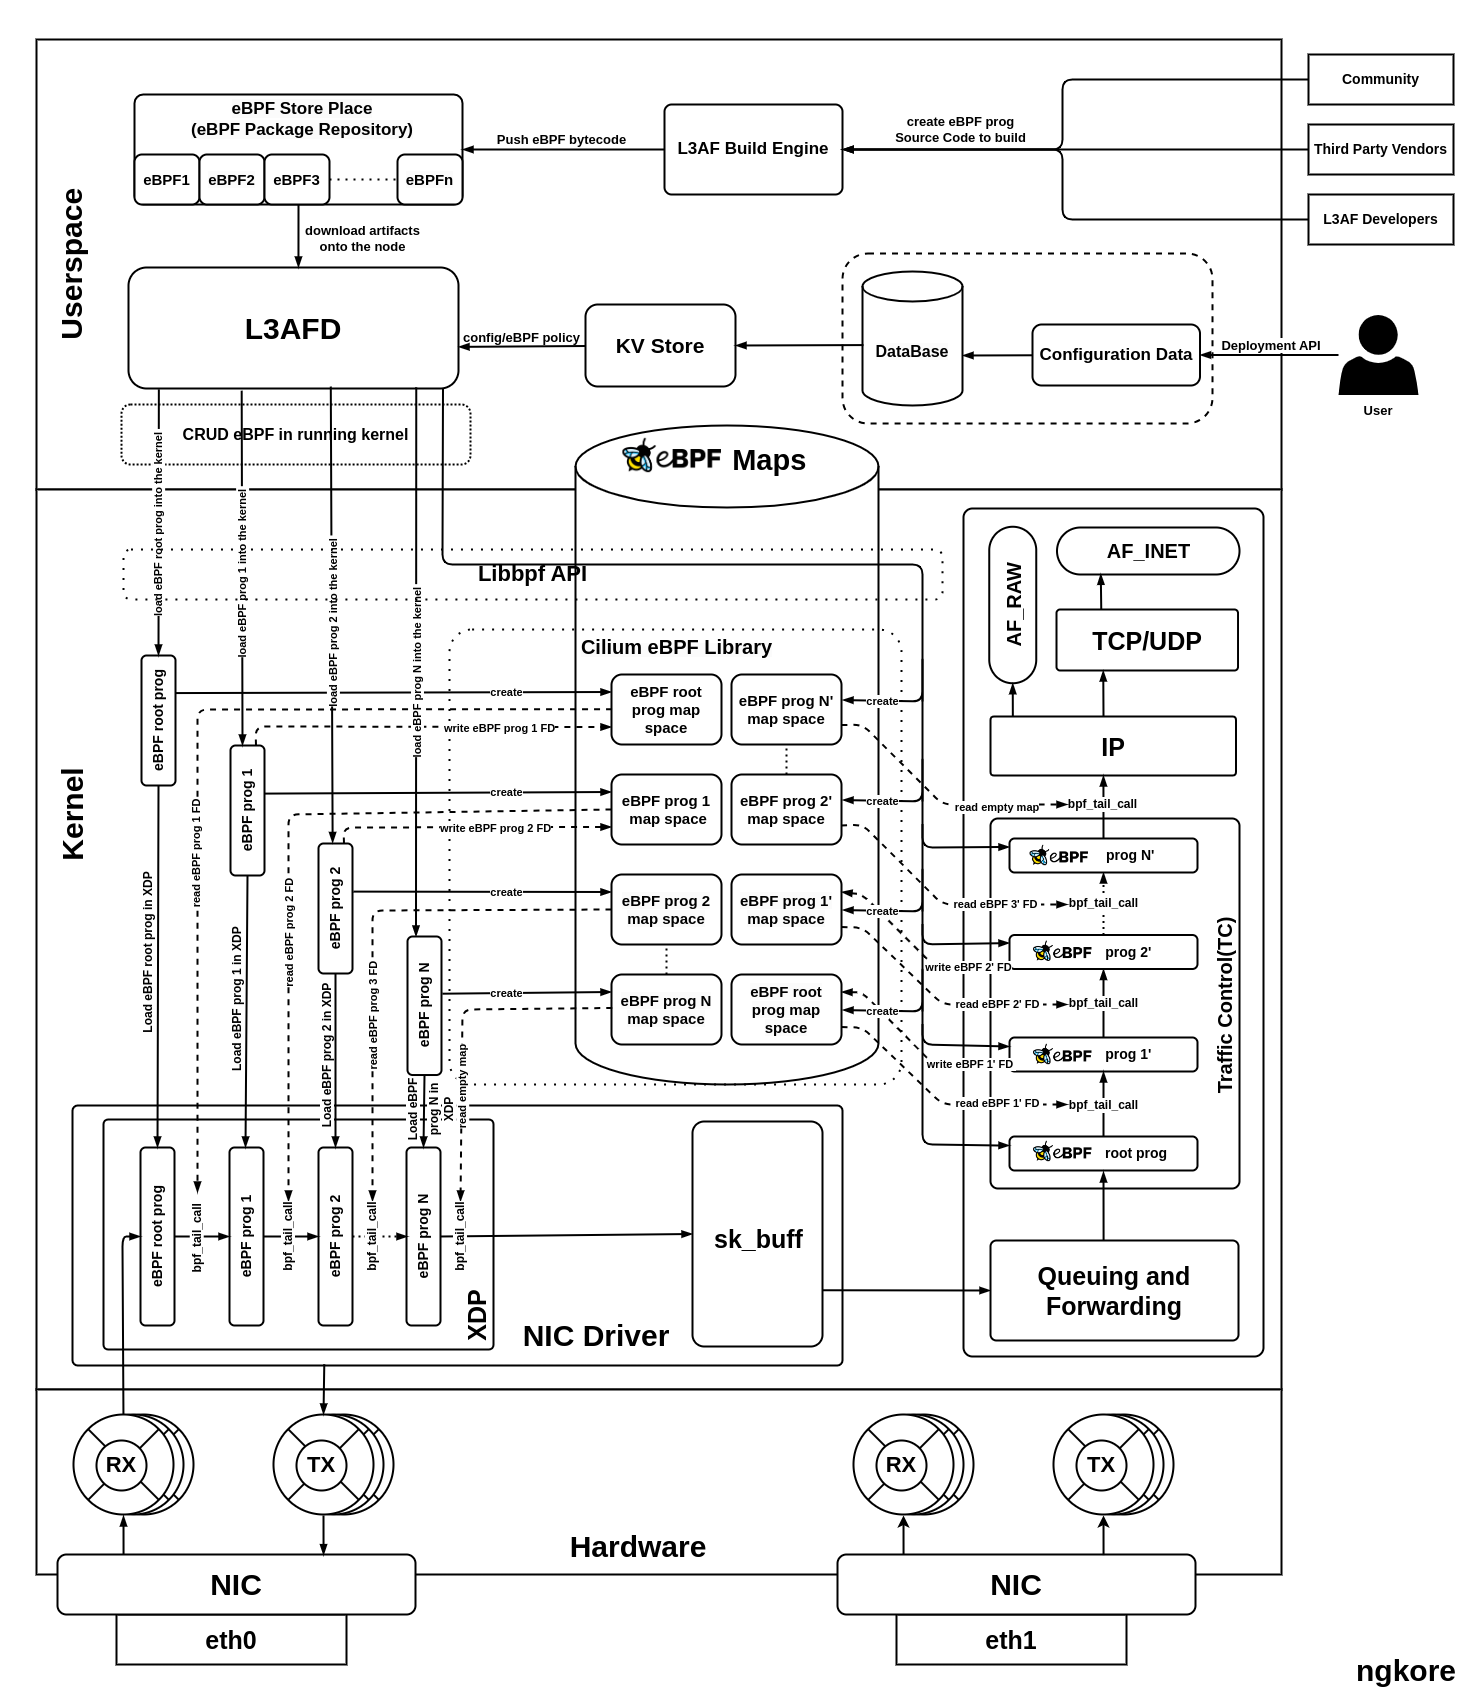 eBPF Store Place
(eBPF Package Repository)
eBPF1
eBPF2
eBPF3
eBPFn
Push eBPF bytecode
L3AF Build Engine
create eBPF prog
Source Code to build
Community
Third Party Vendors
L3AF Developers
download artifacts
onto the node
Userspace
L3AFD
config/eBPF policy
KV Store
DataBase
Configuration Data
Deployment API
User
CRUD eBPF in running kernel
eBPF Maps
load eBPF root prog into the kernel
load eBPF prog 1 into the kernel
load eBPF prog 2 into the kernel
load eBPF prog N into the kernel
Libbpf API
Cilium eBPF Library
Kernel
eBPF root prog
eBPF prog 1
eBPF prog 2
eBPF prog N
create
write eBPF prog 1 FD
create
write eBPF prog 2 FD
create
create
read eBPF prog 1 FD
read eBPF prog 2 FD
read eBPF prog 3 FD
read empty map
eBPF root
prog map
space
eBPF prog N'
map space
eBPF prog 1
map space
eBPF prog 2'
map space
eBPF prog 2
map space
eBPF prog 1'
map space
eBPF prog N
map space
eBPF root
prog map
space
create
create
create
create
read empty map
read eBPF 3' FD
write eBPF 2' FD
read eBPF 2' FD
write eBPF 1' FD
read eBPF 1' FD
AF_RAW
AF_INET
TCP/UDP
IP
bpf_tail_call
eBPF prog N'
bpf_tail_call
eBPF prog 2'
bpf_tail_call
eBPF prog 1'
bpf_tail_call
eBPF root prog
Traffic Control(TC)
Queuing and
Forwarding
Load eBPF root prog in XDP
Load eBPF prog 1 in XDP
Load eBPF prog 2 in XDP
Load eBPF
prog N in
XDP
eBPF root prog
bpf_tail_call
eBPF prog 1
bpf_tail_call
eBPF prog 2
bpf_tail_call
eBPF prog N
bpf_tail_call
XDP
NIC Driver
sk_buff
RX
TX
RX
TX
Hardware
NIC
NIC
eth0
eth1
ngkore